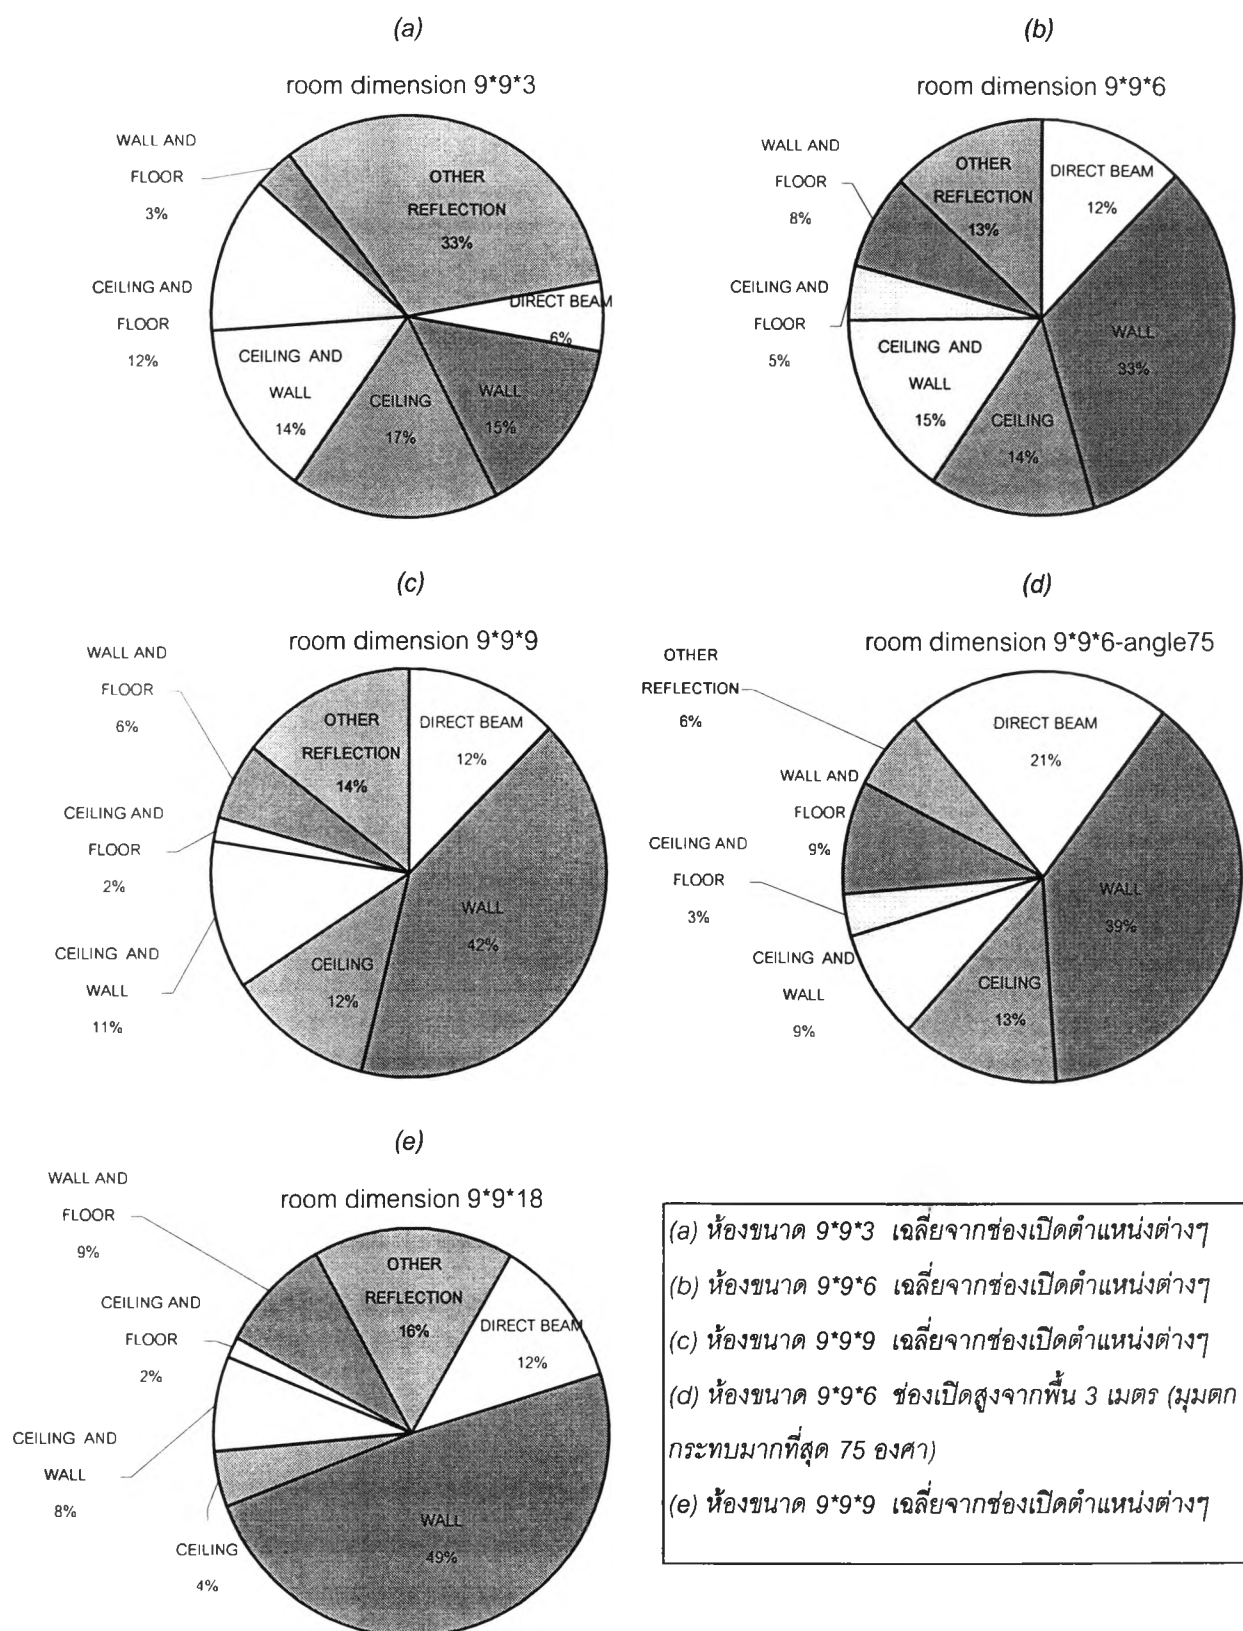 (a)
room dimension 9*9*3
WALL AND
FLOOR
3%
OTHER
REFLECTION
33%
CEILING AND
FLOOR
12%
DIRECT BEAM
6%
CEILING AND
WALL
14%
CEILING
17%
WALL
15%
(b)
room dimension 9*9*6
WALL AND
FLOOR
8%
OTHER
REFLECTION
13%
DIRECT BEAM
12%
CEILING AND
FLOOR
5%
WALL
33%
CEILING AND
WALL
15%
CEILING
14%
(c)
room dimension 9*9*9
WALL AND
FLOOR
6%
OTHER
REFLECTION
14%
DIRECT BEAM
12%
CEILING AND
FLOOR
2%
WALL
42%
CEILING AND
WALL
11%
CEILING
12%
(d)
room dimension 9*9*6-angle75
OTHER
REFLECTION
6%
DIRECT BEAM
21%
WALL AND
FLOOR
9%
CEILING AND
FLOOR
3%
WALL
39%
CEILING AND
WALL
9%
CEILING
13%
(e)
room dimension 9*9*18
WALL AND
FLOOR
9%
OTHER
REFLECTION
16%
CEILING AND
FLOOR
2%
DIRECT BEAM
12%
CEILING AND
WALL
8%
CEILING
4%
WALL
49%
(a) ห้องขนาด 9*9*3 เฉลี่ยจากช่องเปิดตำแหน่งต่างๆ
(b) ห้องขนาด 9*9*6 เฉลี่ยจากช่องเปิดตำแหน่งต่างๆ
(c) ห้องขนาด 9*9*9 เฉลี่ยจากช่องเปิดตำแหน่งต่างๆ
(d) ห้องขนาด 9*9*6 ช่องเปิดสูงจากพื้น 3 เมตร (มุมตก
กระทบมากที่สุด 75 องศา)
(e) ห้องขนาด 9*9*9 เฉลี่ยจากช่องเปิดตำแหน่งต่างๆ